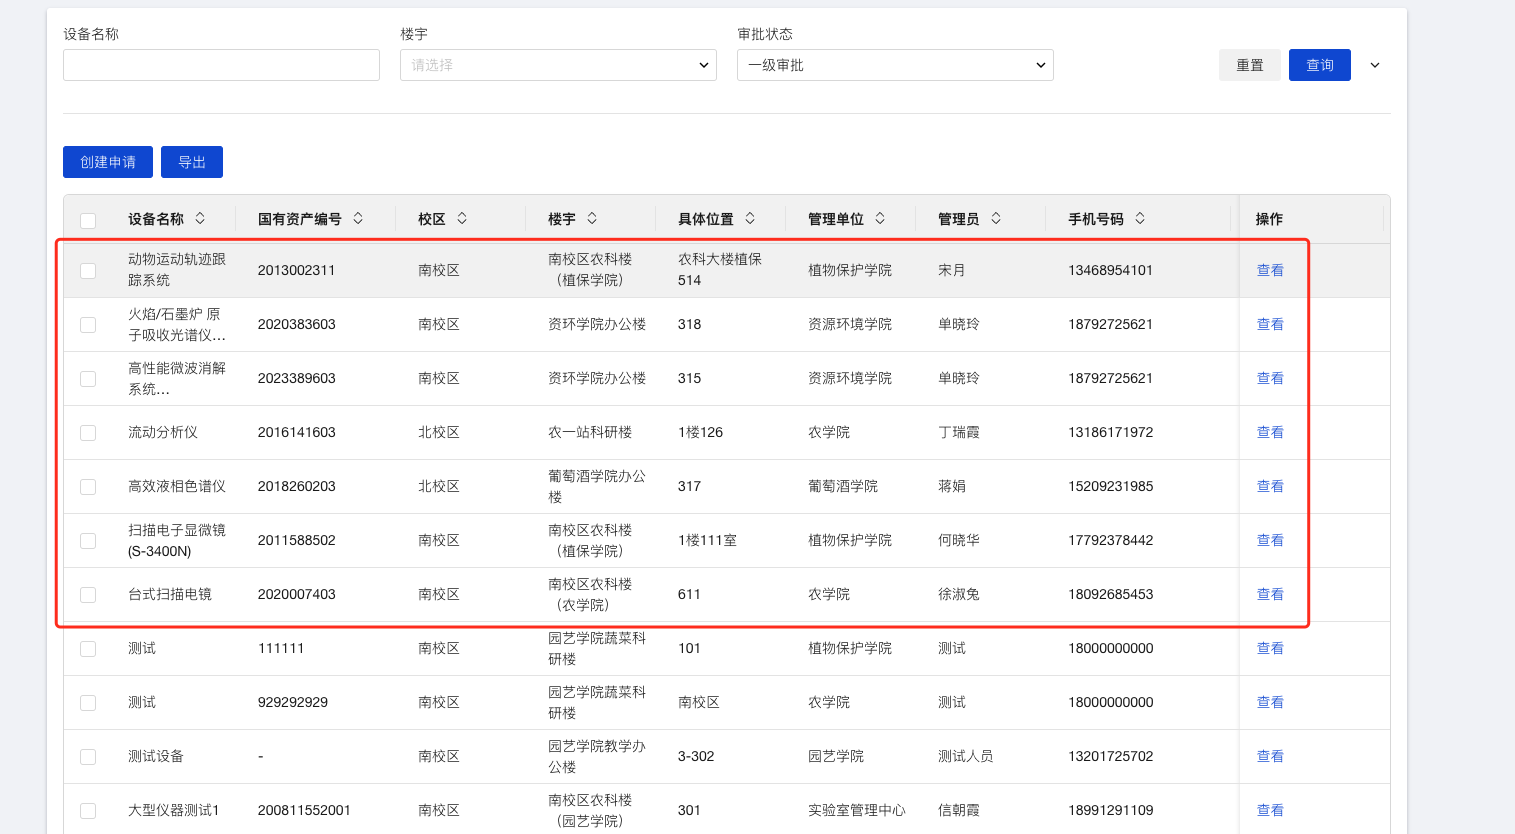 设备名称 楼宇 审批状态
请选择 一级审批 重置 查询
创建申请 导出
设备名称 国有资产编号 校区 楼宇 具体位置 管理单位 管理员 手机号码 操作
动物运动轨迹跟 南校区农科楼 农科大楼植保
2013002311 南校区 植物保护学院 宋月 13468954101 查看
踪系统 （植保学院） 514
火焰/石墨炉 原
2020383603 南校区 资环学院办公楼 318 资源环境学院 单晓玲 18792725621 查看
子吸收光谱仪...
高性能微波消解
2023389603 南校区 资环学院办公楼 315 资源环境学院 单晓玲 18792725621 查看
系统...
流动分析仪 2016141603 北校区 农一站科研楼 1楼126 农学院 丁瑞霞 13186171972 查看
葡萄酒学院办公
高效液相色谱仪 2018260203 北校区 317 葡萄酒学院 蒋娟 15209231985 查看
楼
扫描电子显微镜 南校区农科楼
2011588502 南校区 1楼111室 植物保护学院 何晓华 17792378442 查看
(S-3400N) （植保学院）
南校区农科楼
台式扫描电镜 2020007403 南校区 611 农学院 徐淑兔 18092685453 查看
（农学院）
园艺学院蔬菜科
测试 111111 南校区 101 植物保护学院 测试 18000000000 查看
研楼
园艺学院蔬菜科
测试 929292929 南校区 南校区 农学院 测试 18000000000 查看
研楼
园艺学院教学办
测试设备 - 南校区 3-302 园艺学院 测试人员 13201725702 查看
公楼
南校区农科楼
大型仪器测试1 200811552001 南校区 301 实验室管理中心 信朝霞 18991291109 查看
（园艺学院）